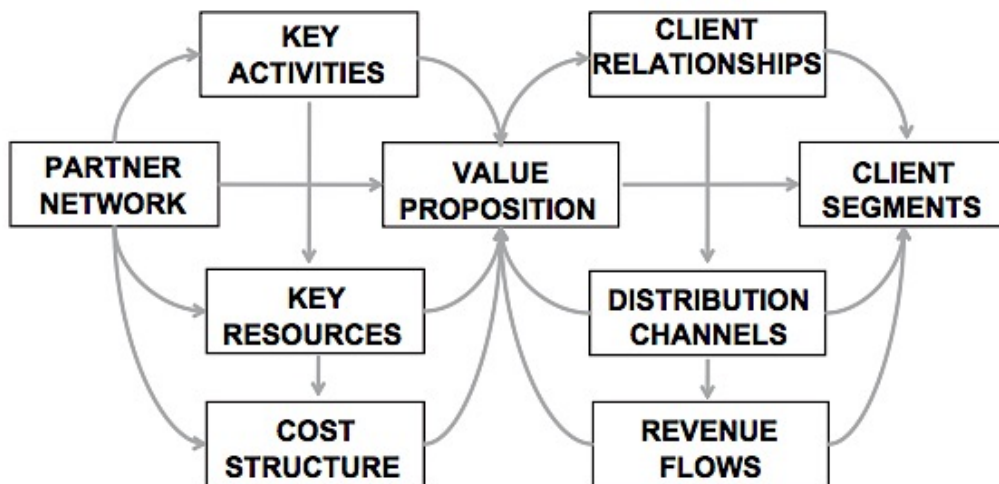 KEY
ACTIVITIES
CLIENT
RELATIONSHIPS
PARTNER
NETWORK
VALUE
PROPOSITION
CLIENT
SEGMENTS
KEY
RESOURCES
DISTRIBUTION
CHANNELS
COST
STRUCTURE
REVENUE
FLOWS